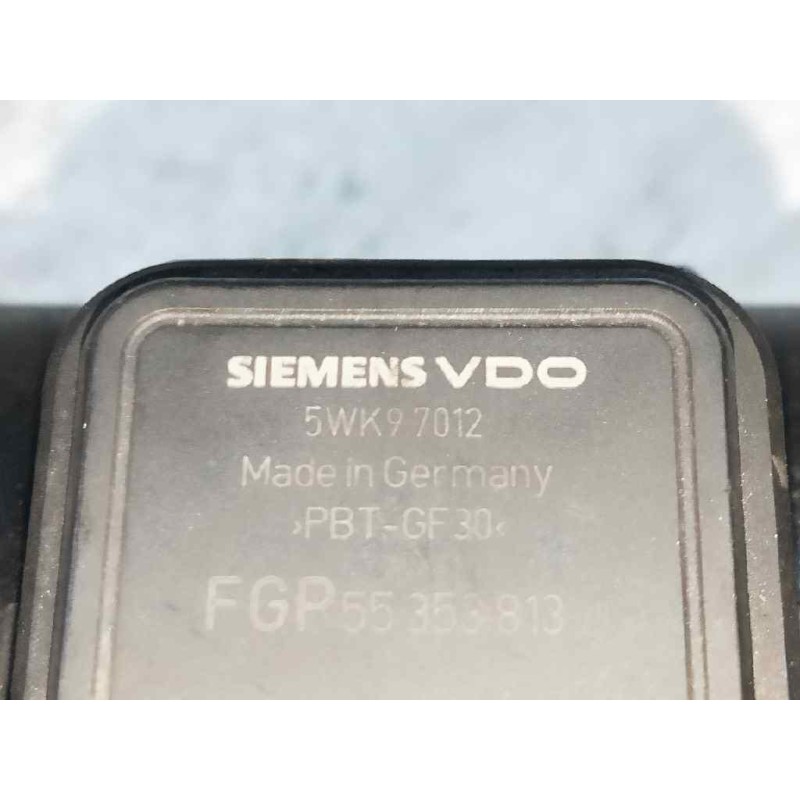 SIEMENS VDO
5WK9 7012
Made in Germany
›PBT-GF30‹
FGP 55 353 813